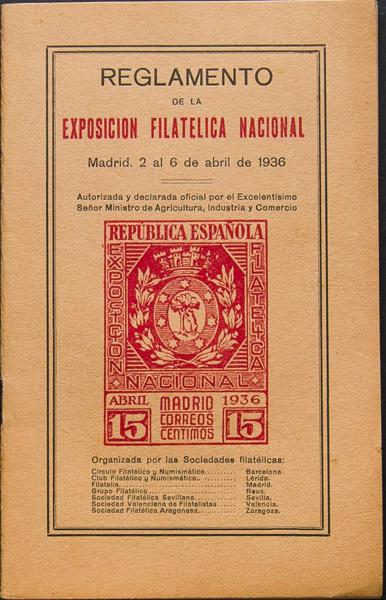 REGLAMENTO
DE LA
EXPOSICION FILATELICA NACIONAL
Madrid. 2 al 6 de abril de 1936
Autorizada y declarada oficial por el Excelentísimo
Señor Ministro de Agricultura, Industria y Comercio
REPÚBLICA ESPAÑOLA
EXPOSICION
FILATELICA
NACIONAL
ABRIL MADRID 1936
15 CORREOS 15
CENTIMOS
Organizada por las Sociedades filatélicas:
Círculo Filatélico y Numismático........ Barcelona.
Club Filatélico y Numismático........... Lérida.
Filatelia............................... Madrid.
Grupo Filatélico........................ Reus.
Sociedad Filatélica Sevillana........... Sevilla.
Sociedad Valenciana de Filatelistas..... Valencia.
Sociedad Filatélica Aragonesa........... Zaragoza.